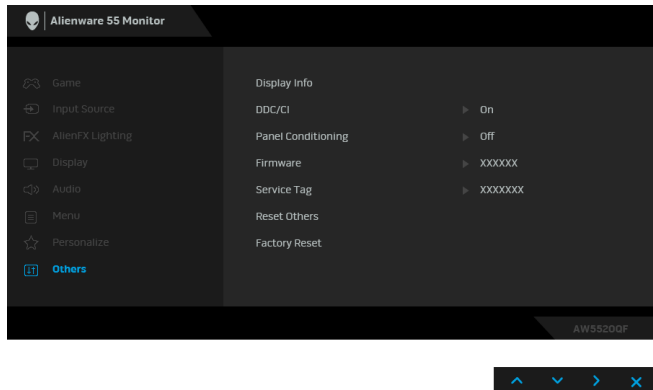 Alienware 55 Monitor
Game
Input Source
AlienFX Lighting
Display
Audio
Menu
Personalize
Others
Display Info
DDC/CI On
Panel Conditioning Off
Firmware XXXXXX
Service Tag XXXXXXX
Reset Others
Factory Reset
AW5520QF